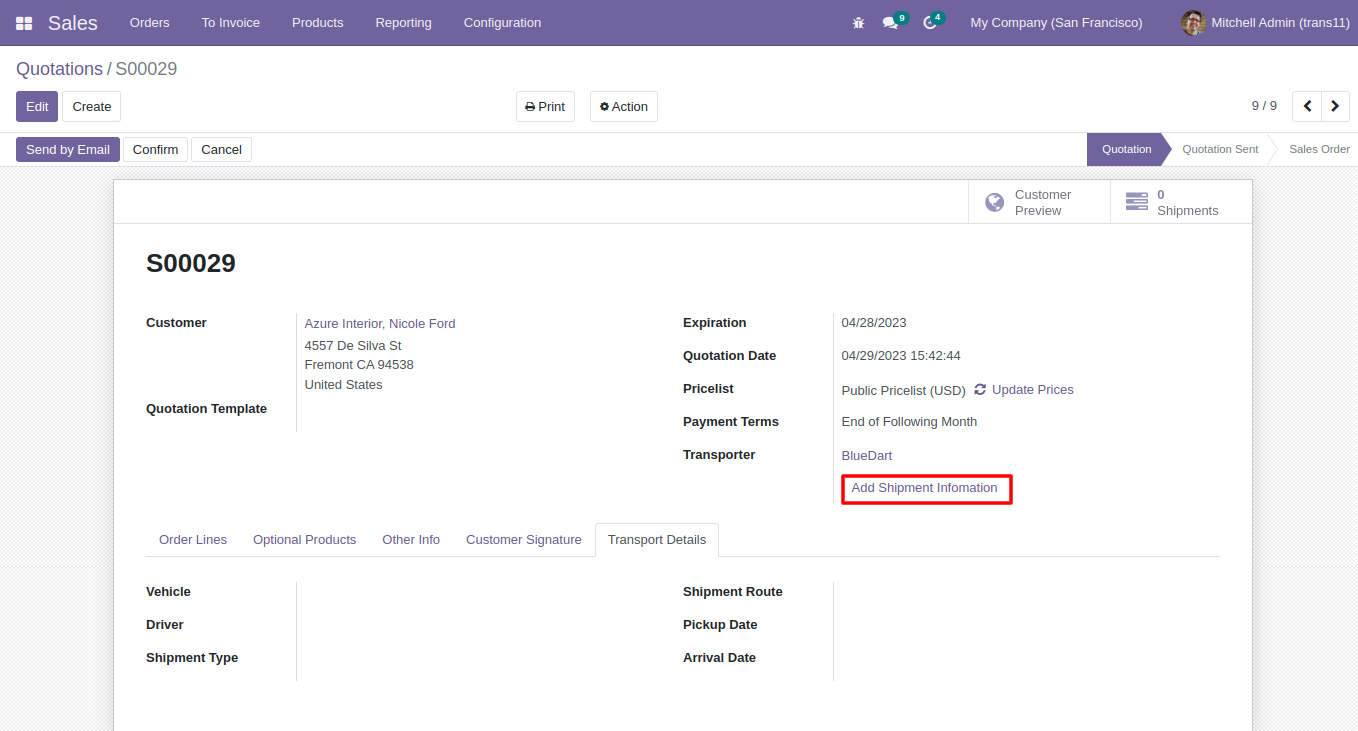 Sales Orders To Invoice Products Reporting Configuration 9 4 My Company (San Francisco) Mitchell Admin (trans11)
Quotations / S00029
Edit Create Print Action 9 / 9
Send by Email Confirm Cancel Quotation Quotation Sent Sales Order
Customer Preview
0 Shipments
S00029
Customer
Azure Interior, Nicole Ford
4557 De Silva St
Fremont CA 94538
United States
Quotation Template
Expiration 04/28/2023
Quotation Date 04/29/2023 15:42:44
Pricelist Public Pricelist (USD) Update Prices
Payment Terms End of Following Month
Transporter BlueDart
Add Shipment Infomation
Order Lines Optional Products Other Info Customer Signature Transport Details
Vehicle
Driver
Shipment Type
Shipment Route
Pickup Date
Arrival Date